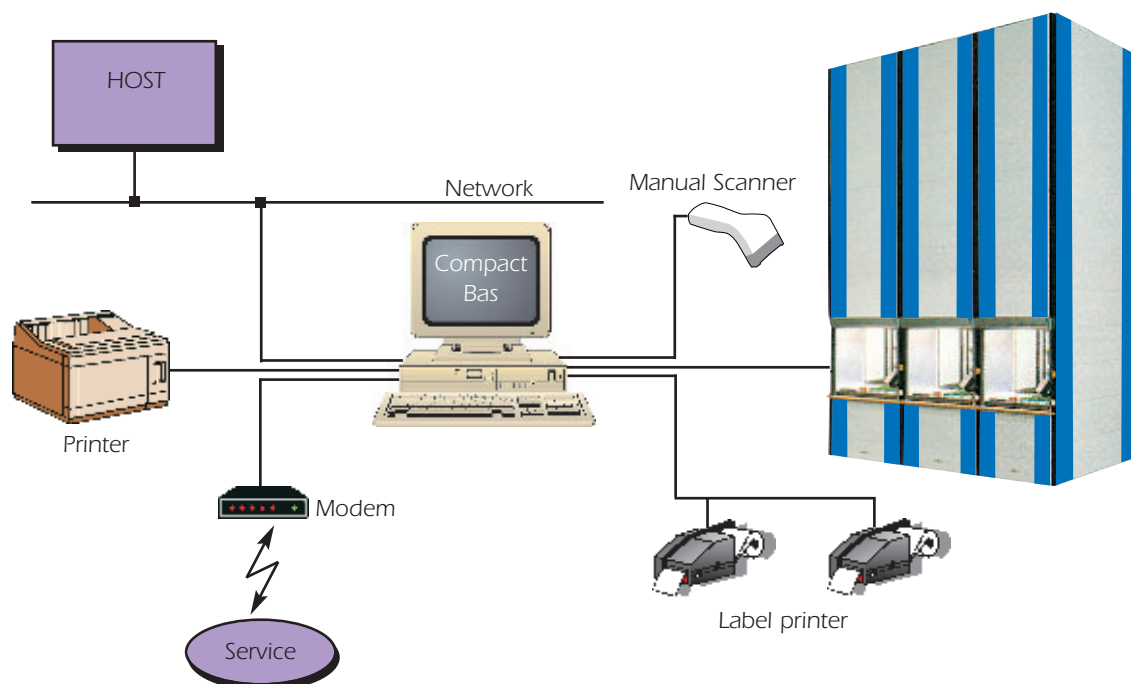 HOST
Network
Manual Scanner
Compact
Bas
Printer
Modem
Label printer
Service